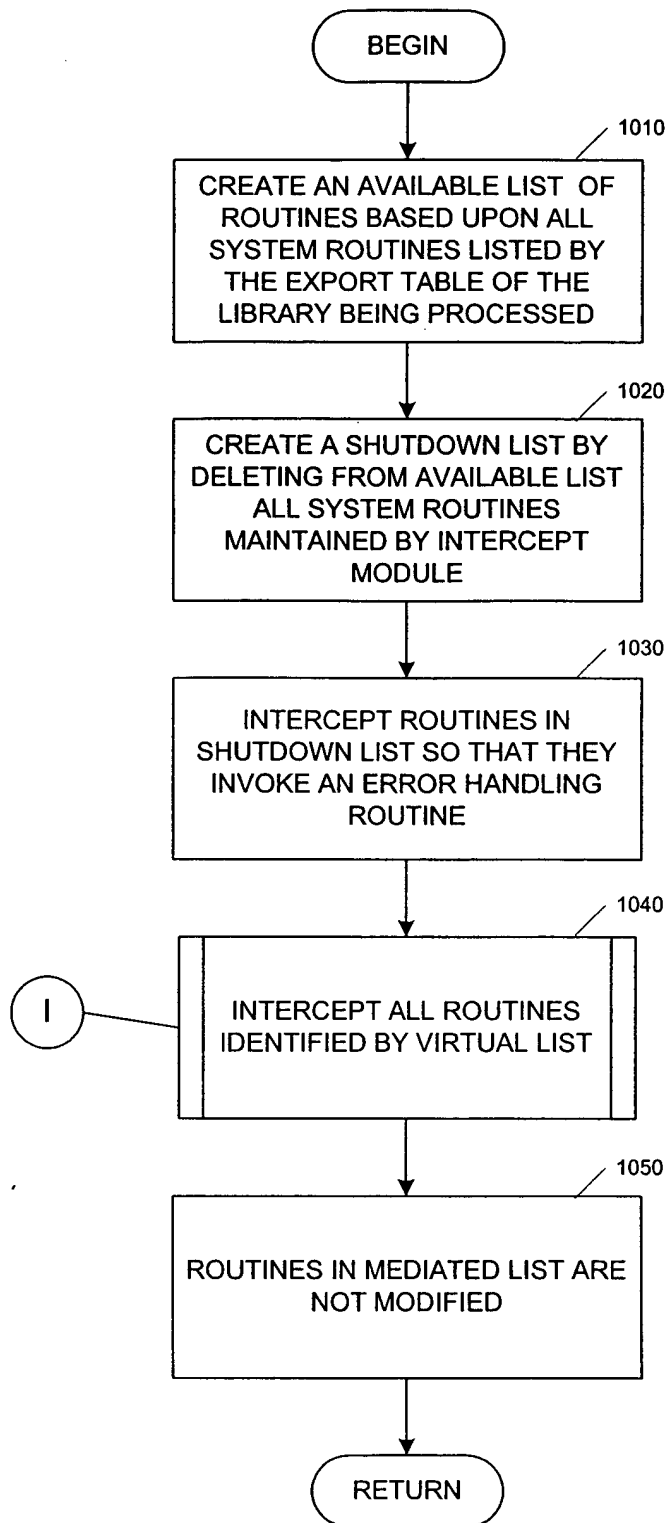 BEGIN
1010
CREATE AN AVAILABLE LIST OF
ROUTINES BASED UPON ALL
SYSTEM ROUTINES LISTED BY
THE EXPORT TABLE OF THE
LIBRARY BEING PROCESSED
1020
CREATE A SHUTDOWN LIST BY
DELETING FROM AVAILABLE LIST
ALL SYSTEM ROUTINES
MAINTAINED BY INTERCEPT
MODULE
1030
INTERCEPT ROUTINES IN
SHUTDOWN LIST SO THAT THEY
INVOKE AN ERROR HANDLING
ROUTINE
1040
I
INTERCEPT ALL ROUTINES
IDENTIFIED BY VIRTUAL LIST
1050
ROUTINES IN MEDIATED LIST ARE
NOT MODIFIED
RETURN